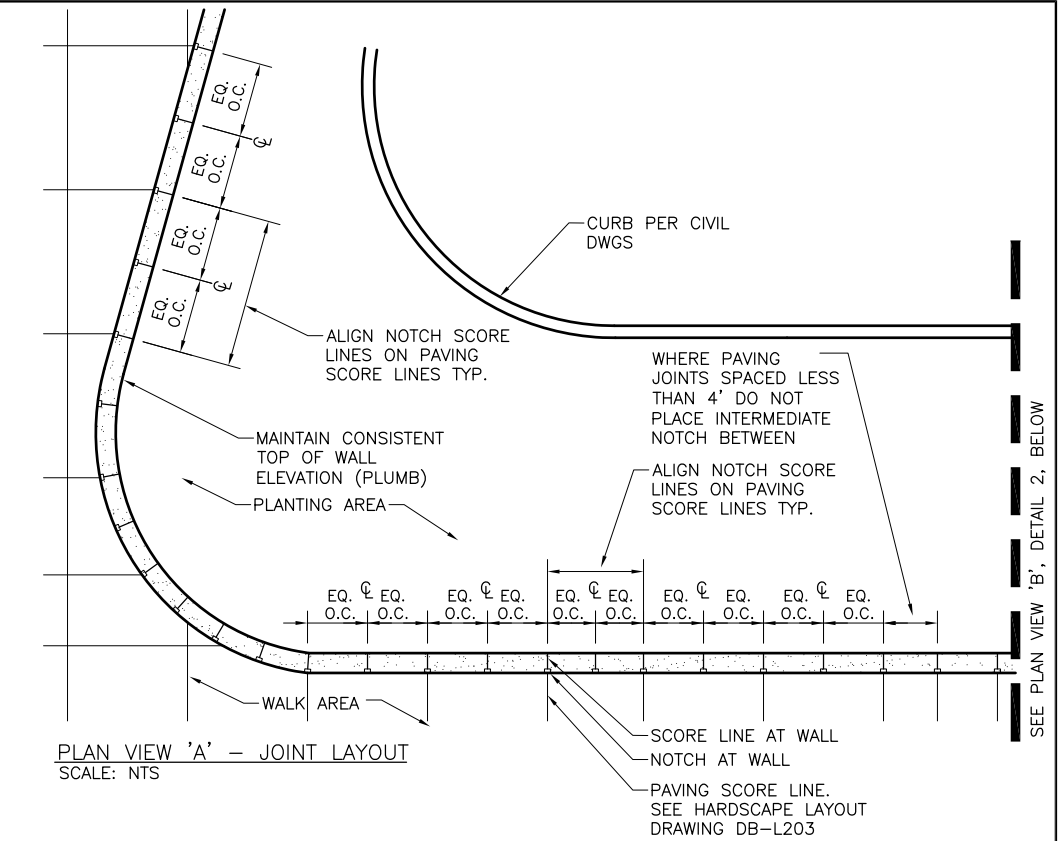 EQ.
O.C.
EQ.
O.C.
℄
EQ.
O.C.
EQ.
O.C.
℄
CURB PER CIVIL
DWGS
ALIGN NOTCH SCORE
LINES ON PAVING
SCORE LINES TYP.
WHERE PAVING
JOINTS SPACED LESS
THAN 4' DO NOT
PLACE INTERMEDIATE
NOTCH BETWEEN
MAINTAIN CONSISTENT
TOP OF WALL
ELEVATION (PLUMB)
PLANTING AREA
ALIGN NOTCH SCORE
LINES ON PAVING
SCORE LINES TYP.
EQ. ℄ EQ. EQ. ℄ EQ. EQ. ℄ EQ. EQ. ℄ EQ. EQ. ℄ EQ.
O.C. O.C. O.C. O.C. O.C. O.C. O.C. O.C. O.C. O.C.
WALK AREA
SCORE LINE AT WALL
NOTCH AT WALL
PAVING SCORE LINE.
SEE HARDSCAPE LAYOUT
DRAWING DB-L203
PLAN VIEW 'A' - JOINT LAYOUT
SCALE: NTS
SEE PLAN VIEW 'B', DETAIL 2, BELOW